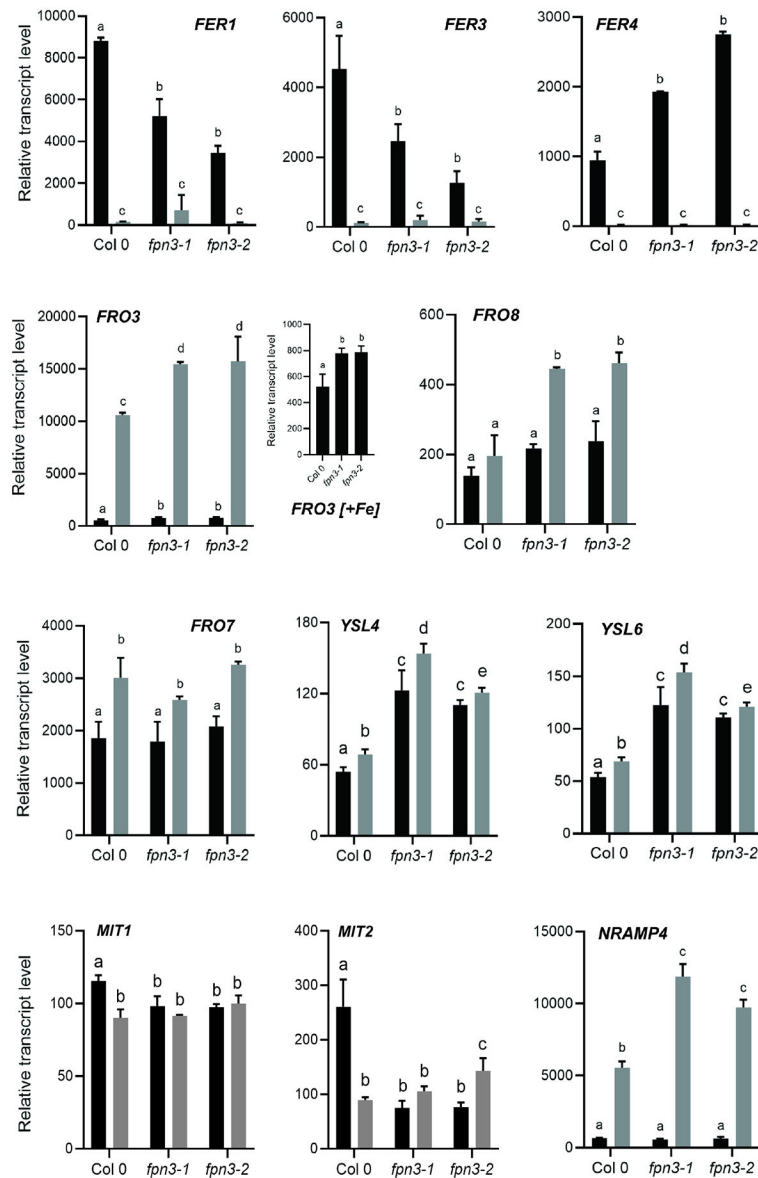 FER1
Relative transcript level
10000
8000
6000
4000
2000
0
a
b
c
b
c
c
Col 0
fpn3-1
fpn3-2
FER3
6000
4000
2000
0
a
b
b
c
c
c
Col 0
fpn3-1
fpn3-2
FER4
3000
2000
1000
0
a
b
b
c
c
c
Col 0
fpn3-1
fpn3-2
FRO3
Relative transcript level
20000
15000
10000
5000
0
a
c
b
d
b
d
Col 0
fpn3-1
fpn3-2
Relative transcript level
1000
800
600
400
200
0
a
b
b
Col 0
fpn3-1
fpn3-2
FRO3 [+Fe]
FRO8
600
400
200
0
a
a
a
b
a
b
Col 0
fpn3-1
fpn3-2
FRO7
Relative transcript level
4000
3000
2000
1000
0
a
b
a
b
a
b
Col 0
fpn3-1
fpn3-2
YSL4
180
120
60
0
a
b
c
d
c
e
Col 0
fpn3-1
fpn3-2
YSL6
200
150
100
50
0
a
b
c
d
c
e
Col 0
fpn3-1
fpn3-2
MIT1
Relative transcript level
150
100
50
0
a
b
b
b
b
b
Col 0
fpn3-1
fpn3-2
MIT2
400
300
200
100
0
a
b
b
b
b
c
Col 0
fpn3-1
fpn3-2
NRAMP4
15000
10000
5000
0
a
b
a
c
a
c
Col 0
fpn3-1
fpn3-2